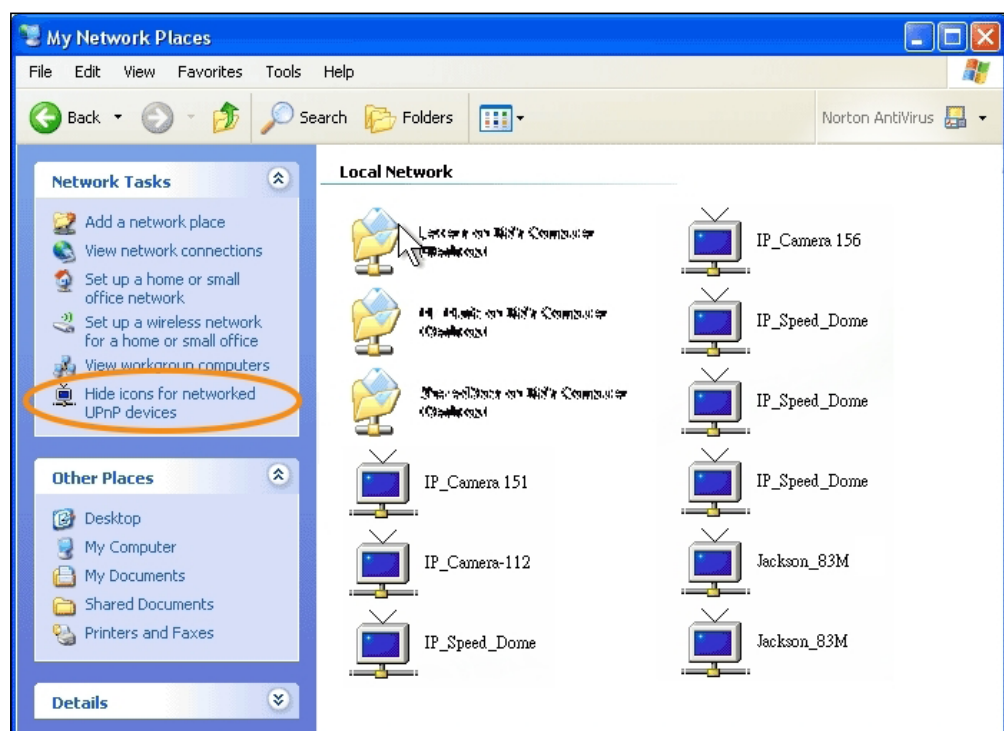 My Network Places
File Edit View Favorites Tools Help
Back Search Folders Norton AntiVirus
Network Tasks
Add a network place
View network connections
Set up a home or small
office network
Set up a wireless network
for a home or small office
View workgroup computers
Hide icons for networked
UPnP devices
Other Places
Desktop
My Computer
My Documents
Shared Documents
Printers and Faxes
Details
Local Network
IP_Camera 151
IP_Camera-112
IP_Speed_Dome
IP_Camera 156
IP_Speed_Dome
IP_Speed_Dome
IP_Speed_Dome
Jackson_83M
Jackson_83M